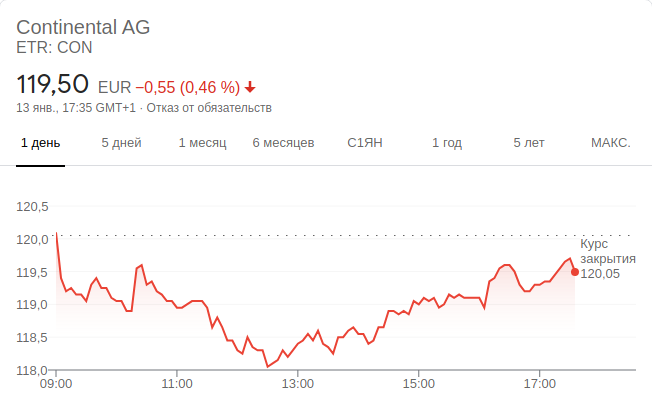 Continental AG
ETR: CON
119,50 EUR −0,55 (0,46 %)
13 янв., 17:35 GMT+1 · Отказ от обязательств
1 день 5 дней 1 месяц 6 месяцев С1ЯН 1 год 5 лет МАКС.
120,5
120,0
Курс
закрытия
119,5
120,05
119,0
118,5
118,0
09:00 11:00 13:00 15:00 17:00